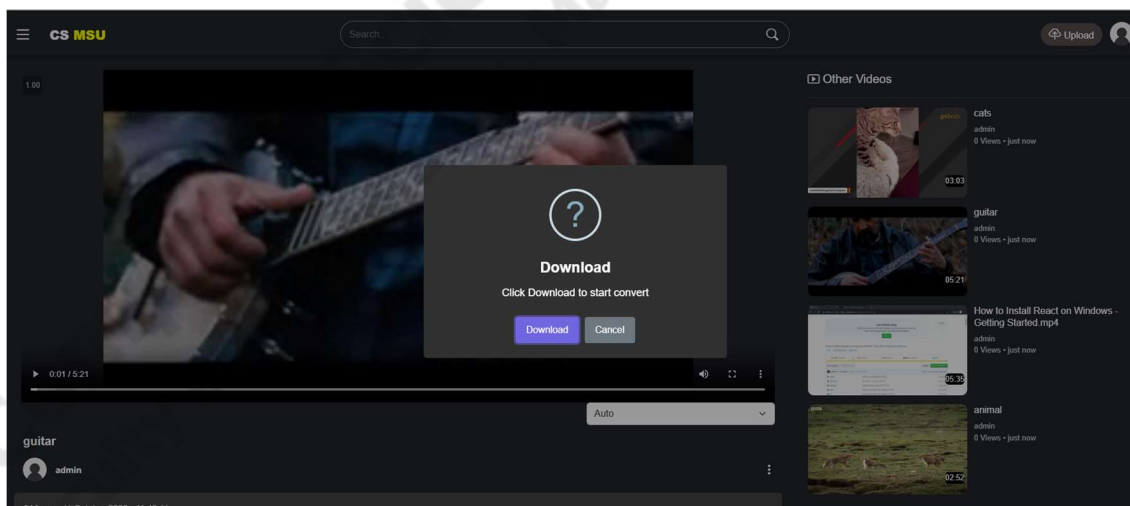 CS MSU
Search..
Upload
1.00
Other Videos
cats
admin
0 Views • just now
03:03
guitar
admin
0 Views • just now
05:21
How to Install React on Windows -
Getting Started.mp4
admin
0 Views • just now
05:35
animal
admin
0 Views • just now
02:52
?
Download
Click Download to start convert
Download
Cancel
0:01 / 5:21
Auto
guitar
admin